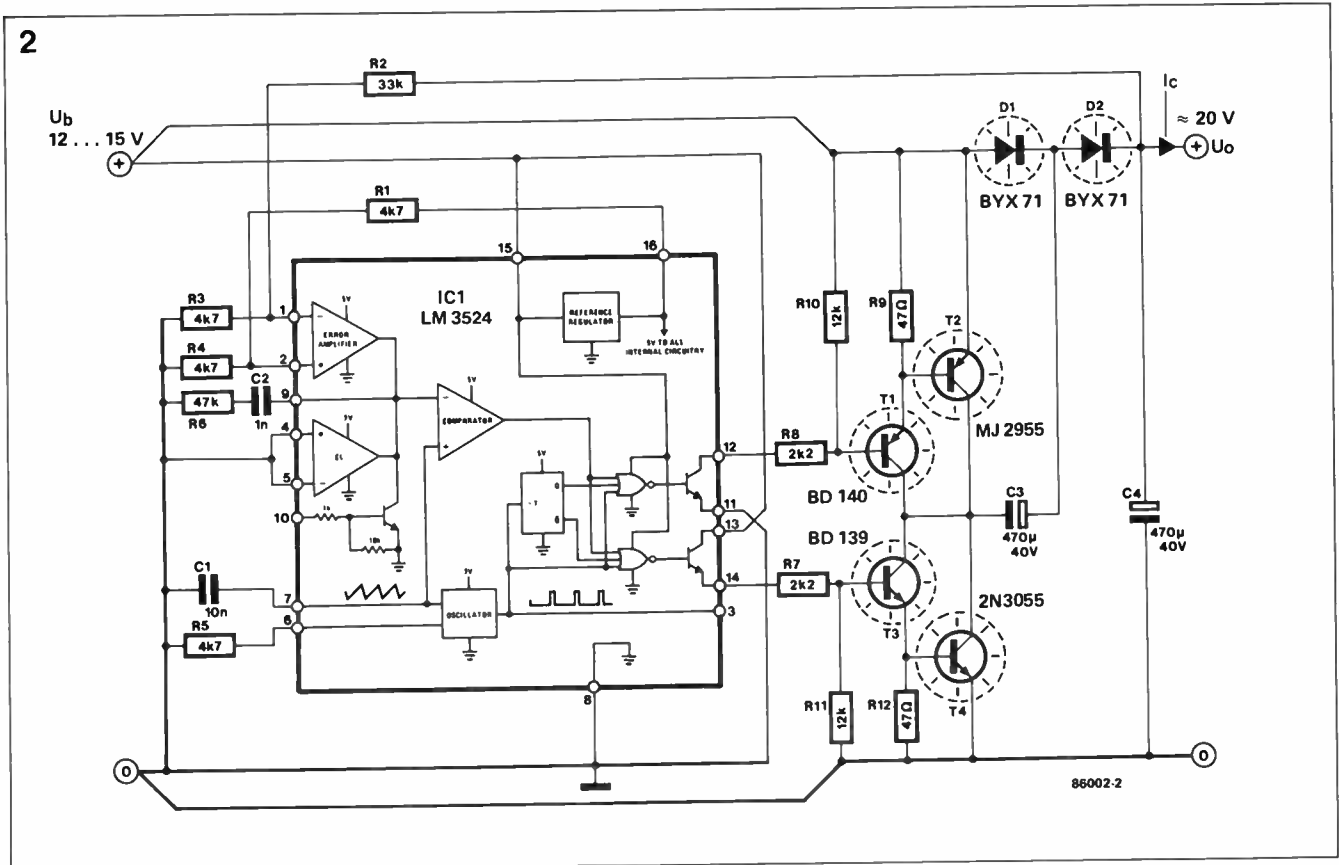 2
R2
33k
Ub
12 ... 15 V
+
R1
4k7
Ic
≈ 20 V
+ Uo
D1
D2
BYX 71
BYX 71
15
16
IC1
LM 3524
REFERENCE
REGULATOR
5V TO ALL
INTERNAL CIRCUITRY
R3
4k7
1
5V
−
ERROR
AMPLIFIER
+
R4
4k7
2
C2
1n
47k
R6
9
4
+
CL
−
5
5V
−
COMPARATOR
+
10
1k
10k
5V
T
Q
Q
12
11
13
14
3
C1
10n
7
6
R5
4k7
OSCILLATOR
8
R10
12k
R9
47Ω
T2
MJ 2955
R8
2k2
T1
BD 140
BD 139
C3
470µ
40V
C4
470µ
40V
R7
2k2
T3
2N3055
T4
R11
12k
R12
47Ω
0
0
86002-2